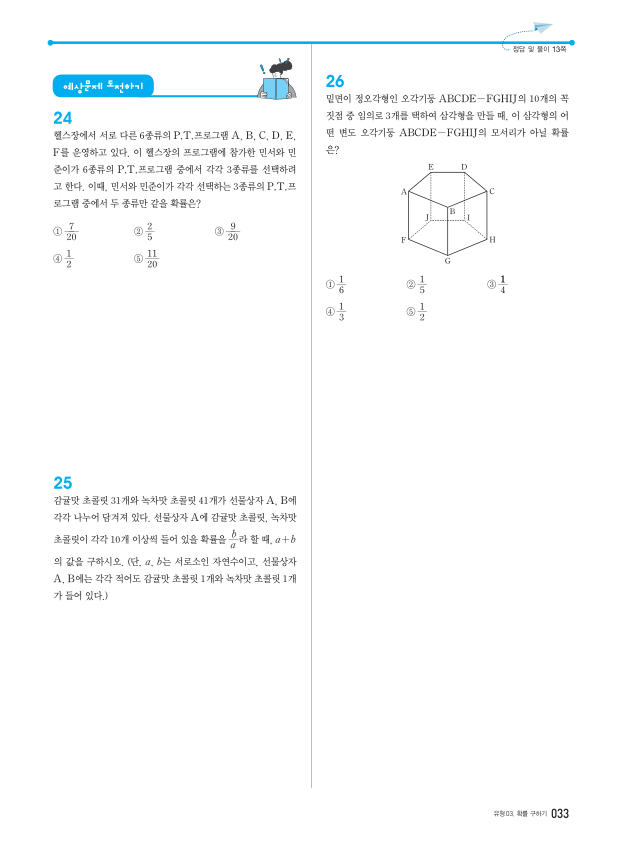 정답 및 풀이 13쪽
예상문제 도전하기
24
헬스장에서 서로 다른 6종류의 P.T.프로그램 A, B, C, D, E,
F를 운영하고 있다. 이 헬스장의 프로그램에 참가한 민서와 민
준이가 6종류의 P.T.프로그램 중에서 각각 3종류를 선택하려
고 한다. 이때, 민서와 민준이가 각각 선택하는 3종류의 P.T.프
로그램 중에서 두 종류만 같을 확률은?
① 7/20 ② 2/5 ③ 9/20
④ 1/2 ⑤ 11/20
25
감귤맛 초콜릿 31개와 녹차맛 초콜릿 41개가 선물상자 A, B에
각각 나누어 담겨져 있다. 선물상자 A에 감귤맛 초콜릿, 녹차맛
초콜릿이 각각 10개 이상씩 들어 있을 확률을 b/a라 할 때, a+b
의 값을 구하시오. (단, a, b는 서로소인 자연수이고, 선물상자
A, B에는 각각 적어도 감귤맛 초콜릿 1개와 녹차맛 초콜릿 1개
가 들어 있다.)
26
밑면이 정오각형인 오각기둥 ABCDE-FGHIJ의 10개의 꼭
짓점 중 임의로 3개를 택하여 삼각형을 만들 때, 이 삼각형의 어
떤 변도 오각기둥 ABCDE-FGHIJ의 모서리가 아닐 확률
은?
E D
A C
B
J I
F H
G
① 1/6 ② 1/5 ③ 1/4
④ 1/3 ⑤ 1/2
유형03. 확률 구하기 033